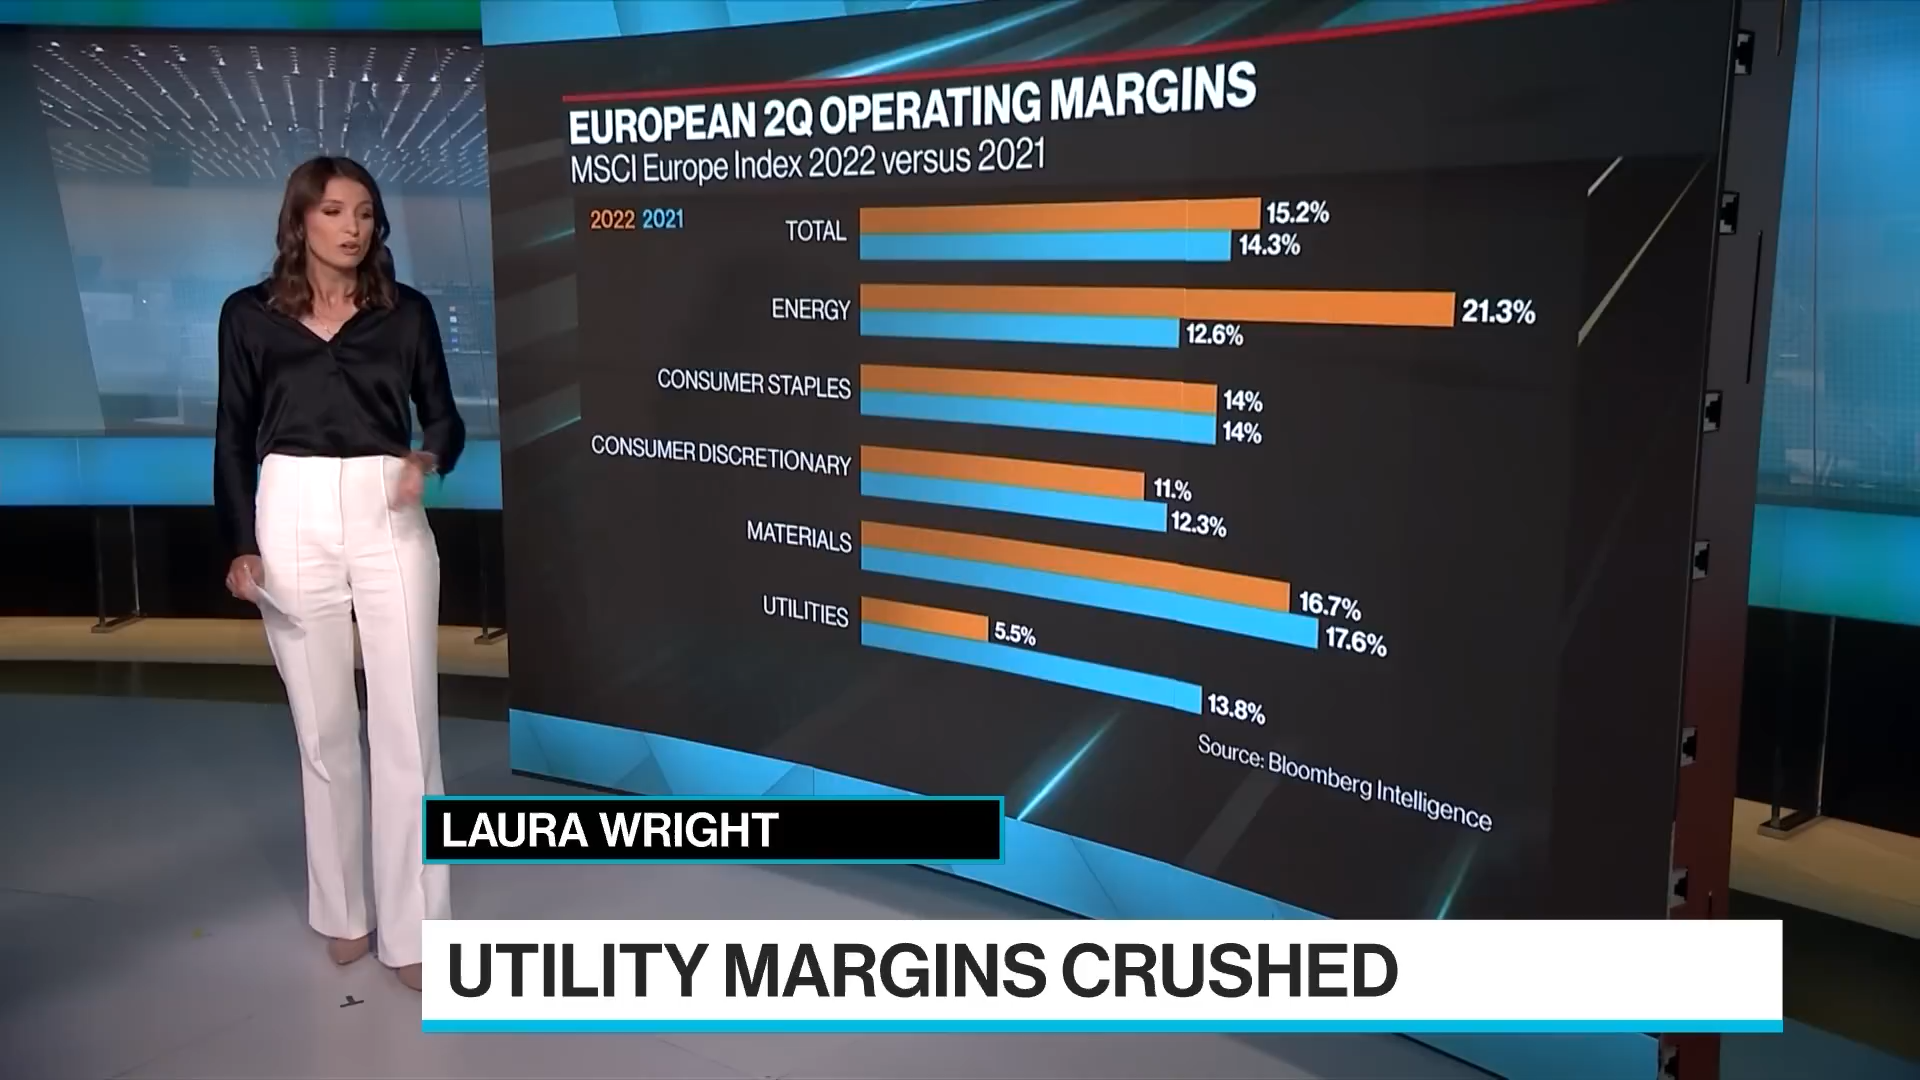 EUROPEAN 2Q OPERATING MARGINS
MSCI Europe Index 2022 versus 2021
2022 2021
TOTAL
15.2%
14.3%
ENERGY
21.3%
12.6%
CONSUMER STAPLES
14%
14%
CONSUMER DISCRETIONARY
11.%
12.3%
MATERIALS
16.7%
17.6%
UTILITIES
5.5%
13.8%
Source: Bloomberg Intelligence
LAURA WRIGHT
UTILITY MARGINS CRUSHED